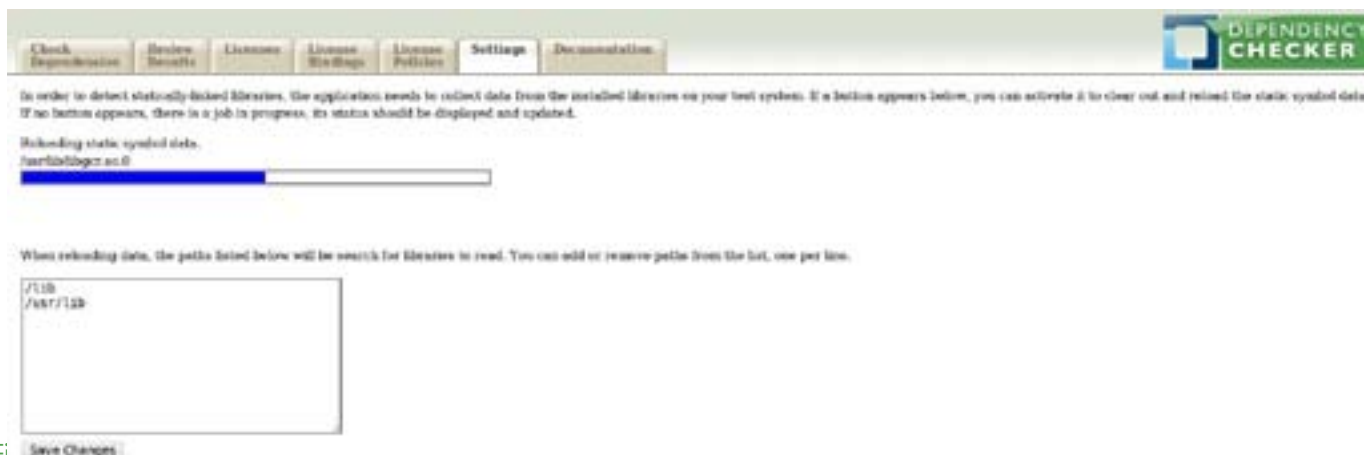 DEPENDENCY
CHECKER
Check Dependencies
Review Results
Licenses
License Bindings
License Policies
Settings
Documentation
In order to detect statically-linked libraries, the application needs to collect data from the installed libraries on your test system. If a button appears below, you can activate it to clear out and reload the static symbol data.
If no button appears, there is a job in progress, its status should be displayed and updated.
Reloading static symbol data.
When reloading data, the paths listed below will be search for libraries to read. You can add or remove paths from the list, one per line.
/lib
/usr/lib
Save Changes